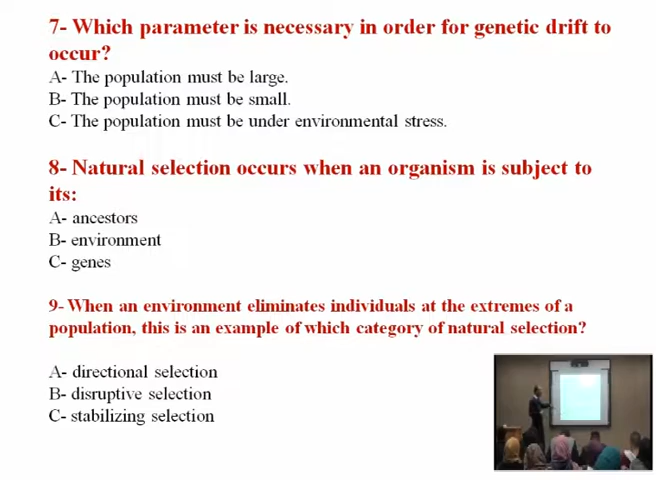 7- Which parameter is necessary in order for genetic drift to
occur?
A- The population must be large.
B- The population must be small.
C- The population must be under environmental stress.
8- Natural selection occurs when an organism is subject to
its:
A- ancestors
B- environment
C- genes
9- When an environment eliminates individuals at the extremes of a
population, this is an example of which category of natural selection?
A- directional selection
B- disruptive selection
C- stabilizing selection